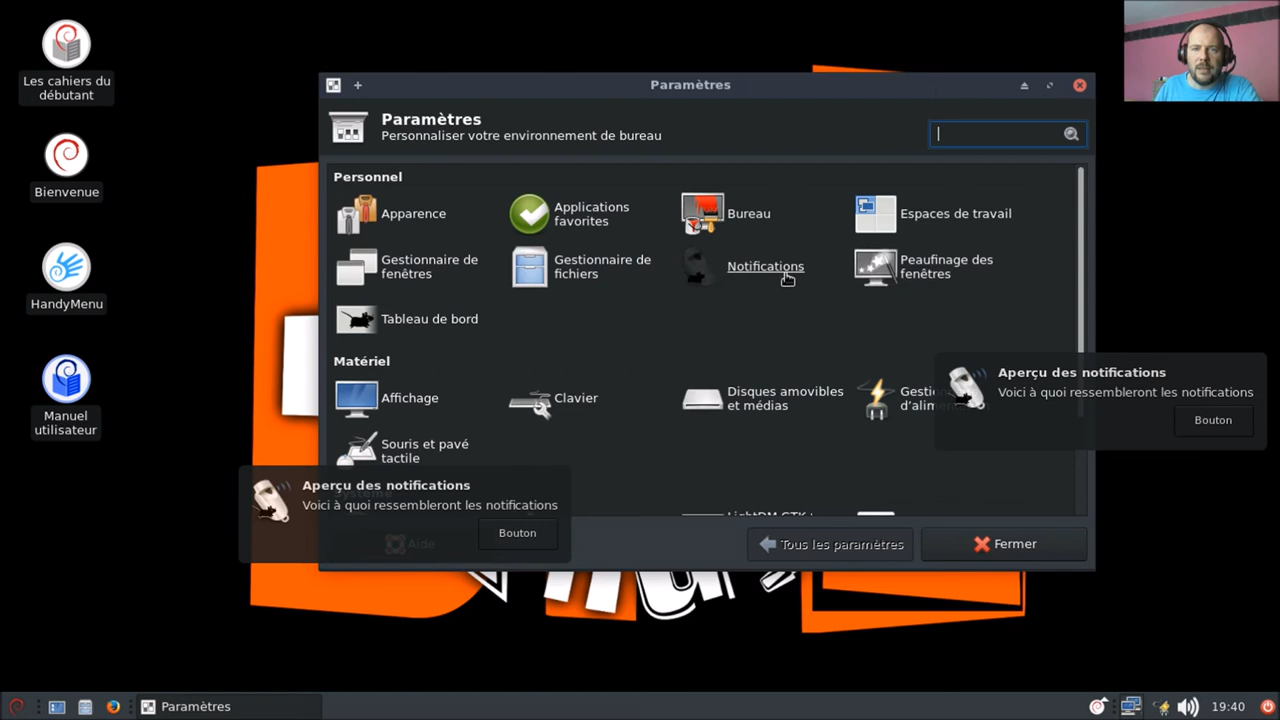 Les cahiers du
débutant
Bienvenue
HandyMenu
Manuel
utilisateur
Paramètres
Paramètres
Personnaliser votre environnement de bureau
Personnel
Apparence
Applications
favorites
Bureau
Espaces de travail
Gestionnaire de
fenêtres
Gestionnaire de
fichiers
Notifications
Peaufinage des
fenêtres
Tableau de bord
Matériel
Affichage
Clavier
Disques amovibles
et médias
Souris et pavé
tactile
Aperçu des notifications
Voici à quoi ressembleront les notifications
Bouton
Aperçu des notifications
Voici à quoi ressembleront les notifications
Bouton
Aide
Tous les paramètres
Fermer
Paramètres
19:40